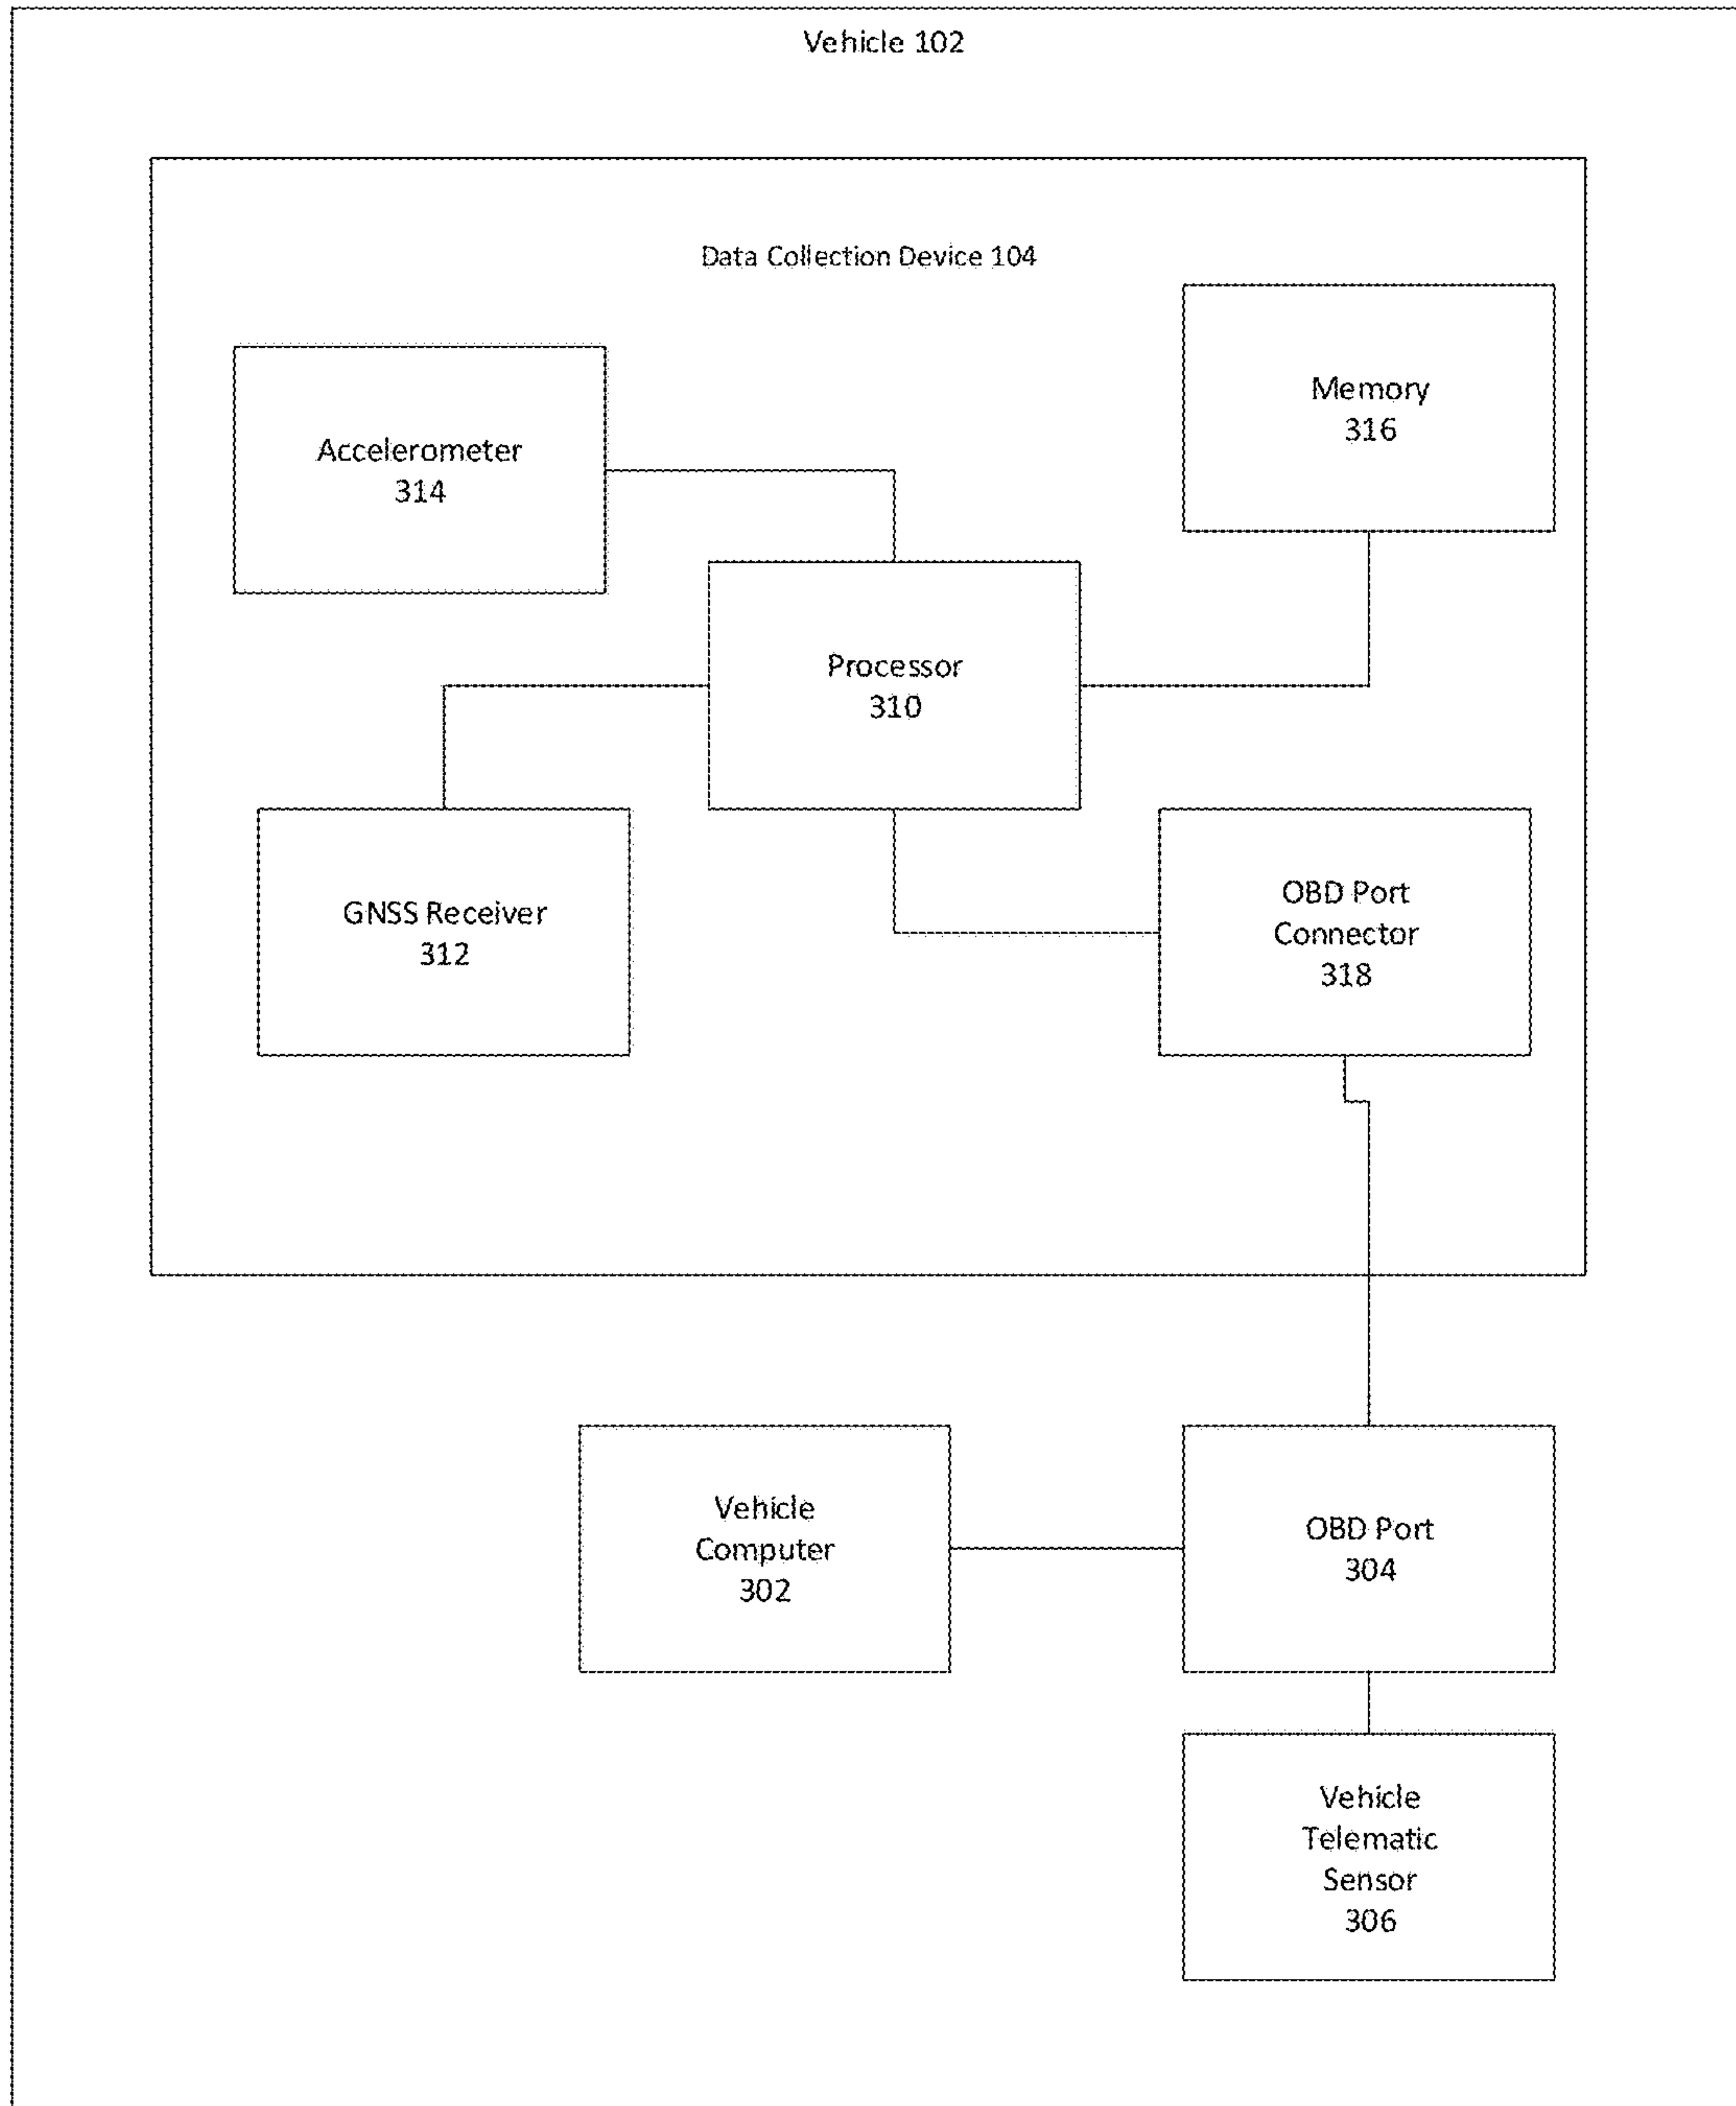 Vehicle 102
Data Collection Device 104
Memory
316
Accelerometer
314
Processor
310
OBD Port
Connector
318
GNSS Receiver
312
Vehicle
Computer
302
OBD Port
304
Vehicle
Telematic
Sensor
306